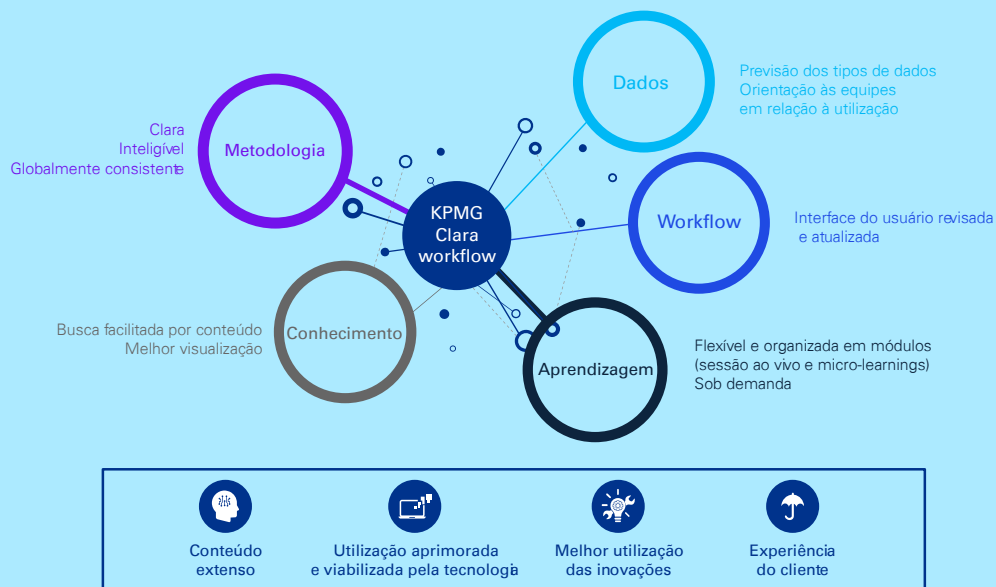 Dados
Previsão dos tipos de dados
Orientação às equipes
em relação à utilização
Clara
Inteligível
Globalmente consistente
Metodologia
KPMG
Clara
workflow
Workflow
Interface do usuário revisada
e atualizada
Busca facilitada por conteúdo
Melhor visualização
Conhecimento
Aprendizagem
Flexível e organizada em módulos
(sessão ao vivo e micro-learnings)
Sob demanda
Conteúdo
extenso
Utilização aprimorada
e viabilizada pela tecnologia
Melhor utilização
das inovações
Experiência
do cliente